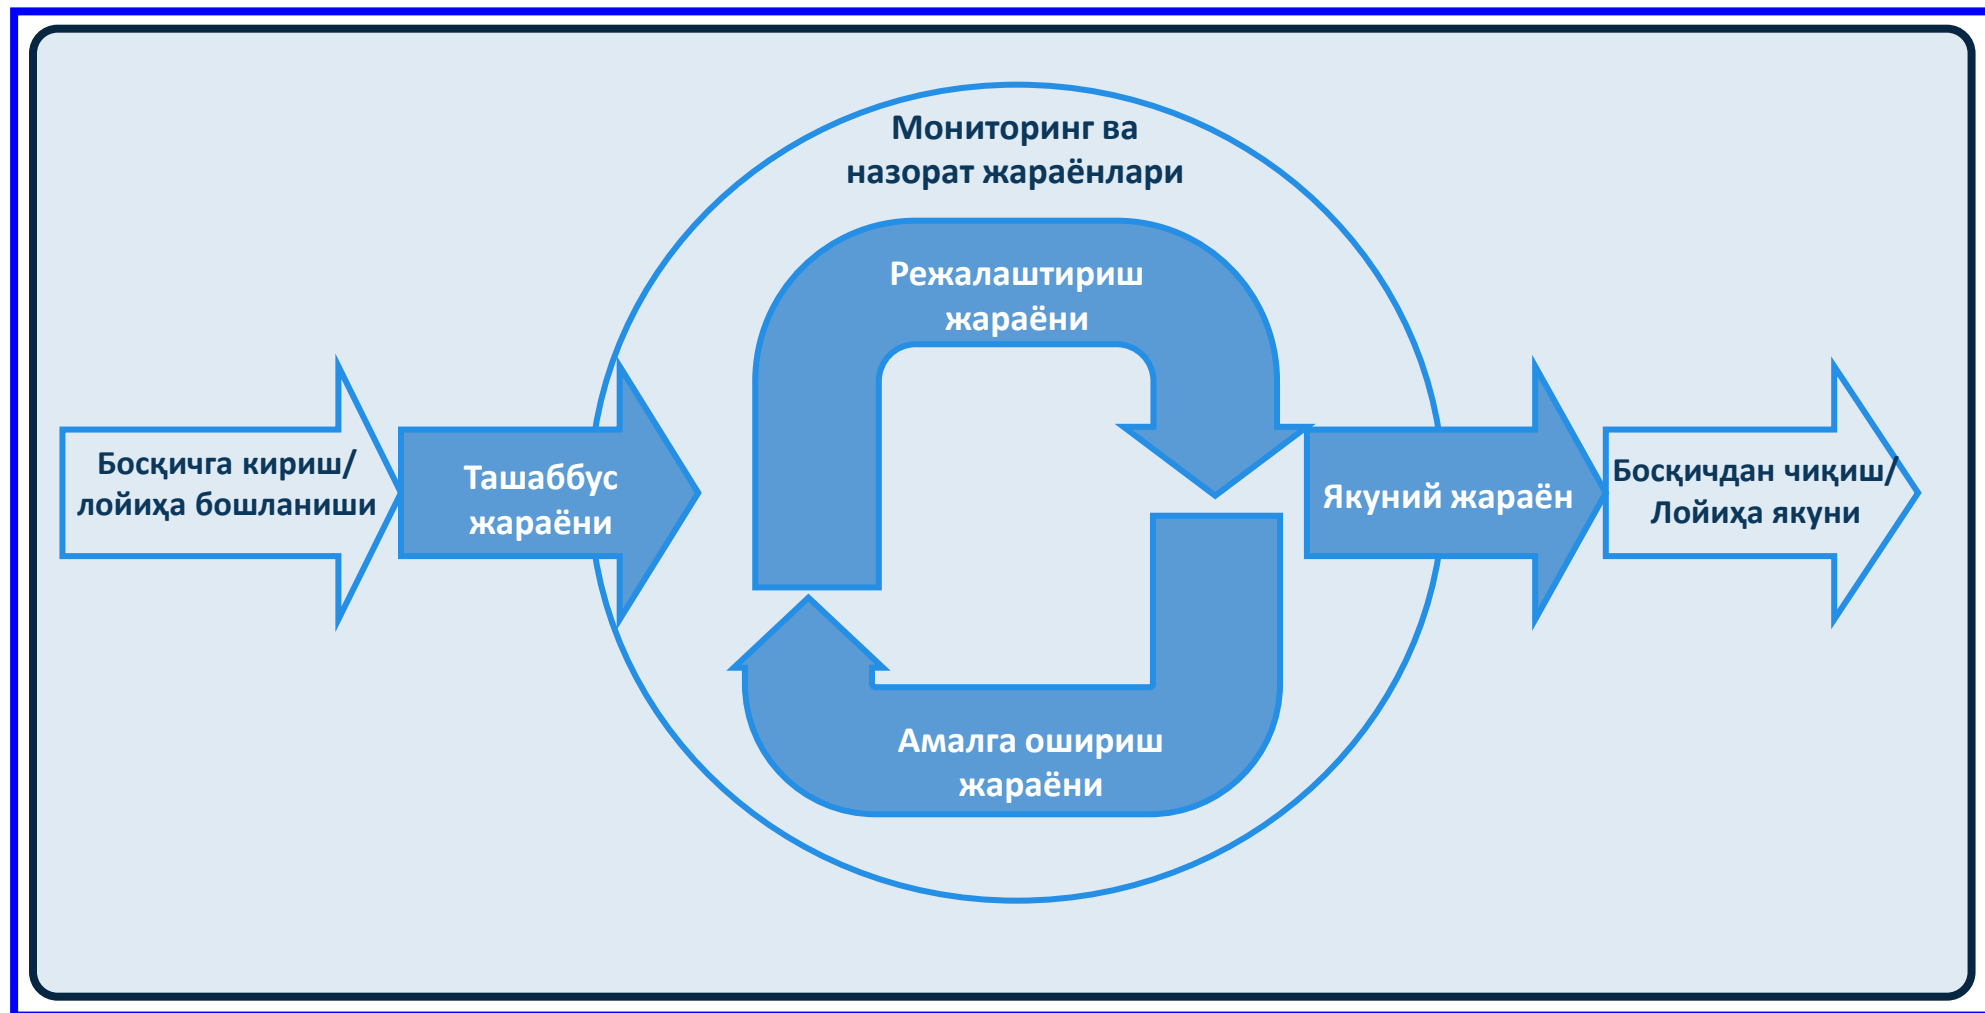 Мониторинг ва
назорат жараёнлари
Режалаштириш
жараёни
Босқичга кириш/
лойиҳа бошланиши
Ташаббус
жараёни
Якуний жараён
Босқичдан чиқиш/
Лойиҳа якуни
Амалга ошириш
жараёни